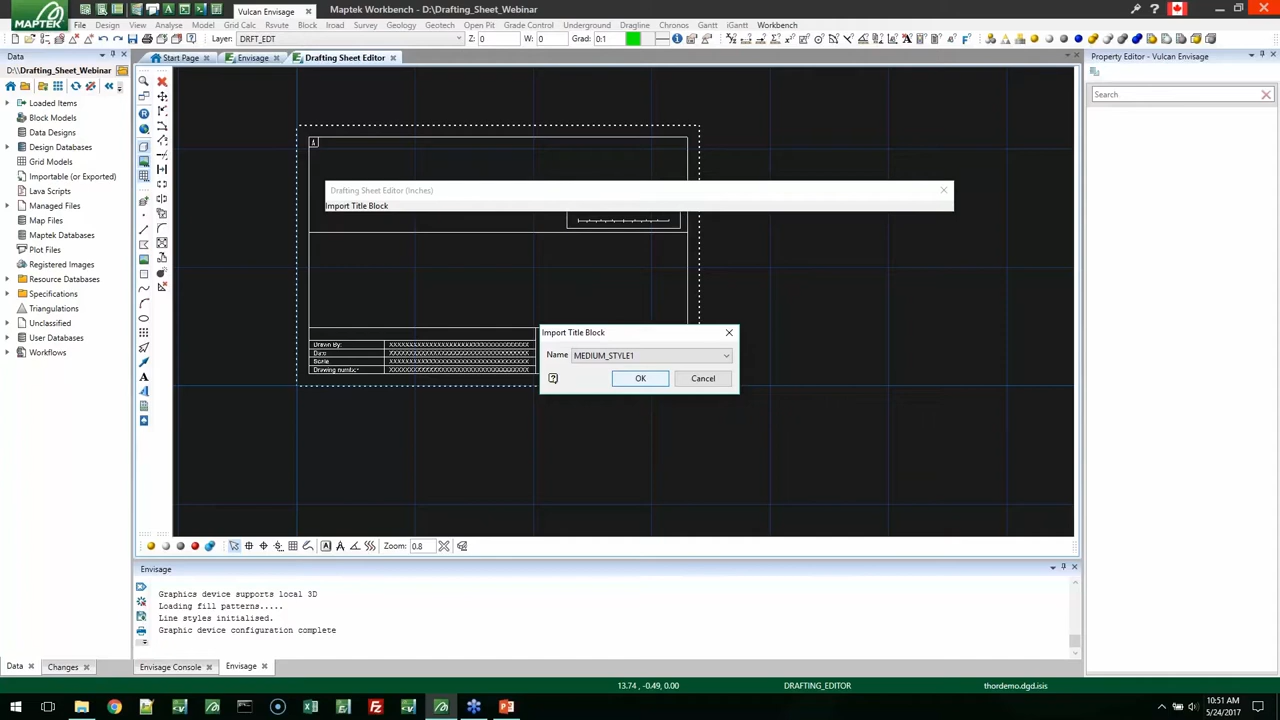 Vulcan Envisage
Maptek Workbench - D:\Drafting_Sheet_Webinar
MAPTEK
File Design View Analyse Model Grid Calc Rsvute Block Istad Survey Geology Geotech Open Pit Grade Control Underground Dragline Chronos Gantt iGantt Workbench
Layer: DRFT_EDT Z: 0 W: 0 Grad: 0:1
Data
Start Page Envisage Drafting Sheet Editor
Property Editor - Vulcan Envisage
D:\Drafting_Sheet_Webinar
Search
Loaded Items
Block Models
Data Designs
Design Databases
Grid Models
Importable (or Exported)
Lava Scripts
Managed Files
Map Files
Maptek Databases
Plot Files
Registered Images
Resource Databases
Specifications
Triangulations
Unclassified
User Databases
Workflows
A
Drafting Sheet Editor (Inches)
Import Title Block
Import Title Block
Name MEDIUM_STYLE1
OK Cancel
Drawn By: XXXXXXXXXXXXXXXXXXXXXXXXXXXXXX
Date: XXXXXXXXXXXXXXXXXXXXXXXXXXXXXX
Scale XXXXXXXXXXXXXXXXXXXXXXXXXXXXXX
XXXXXXXXXXXXXXXXXXXXXXXXXXXXXX
Zoom: 0.8
Envisage
Graphics device supports local 3D
Loading fill patterns.....
Line styles initialised.
Graphic device configuration complete
Data Changes Envisage Console Envisage
13.74 , -0.49, 0.00 DRAFTING_EDITOR thordemo.dgd.isis
10:51 AM
5/24/2017